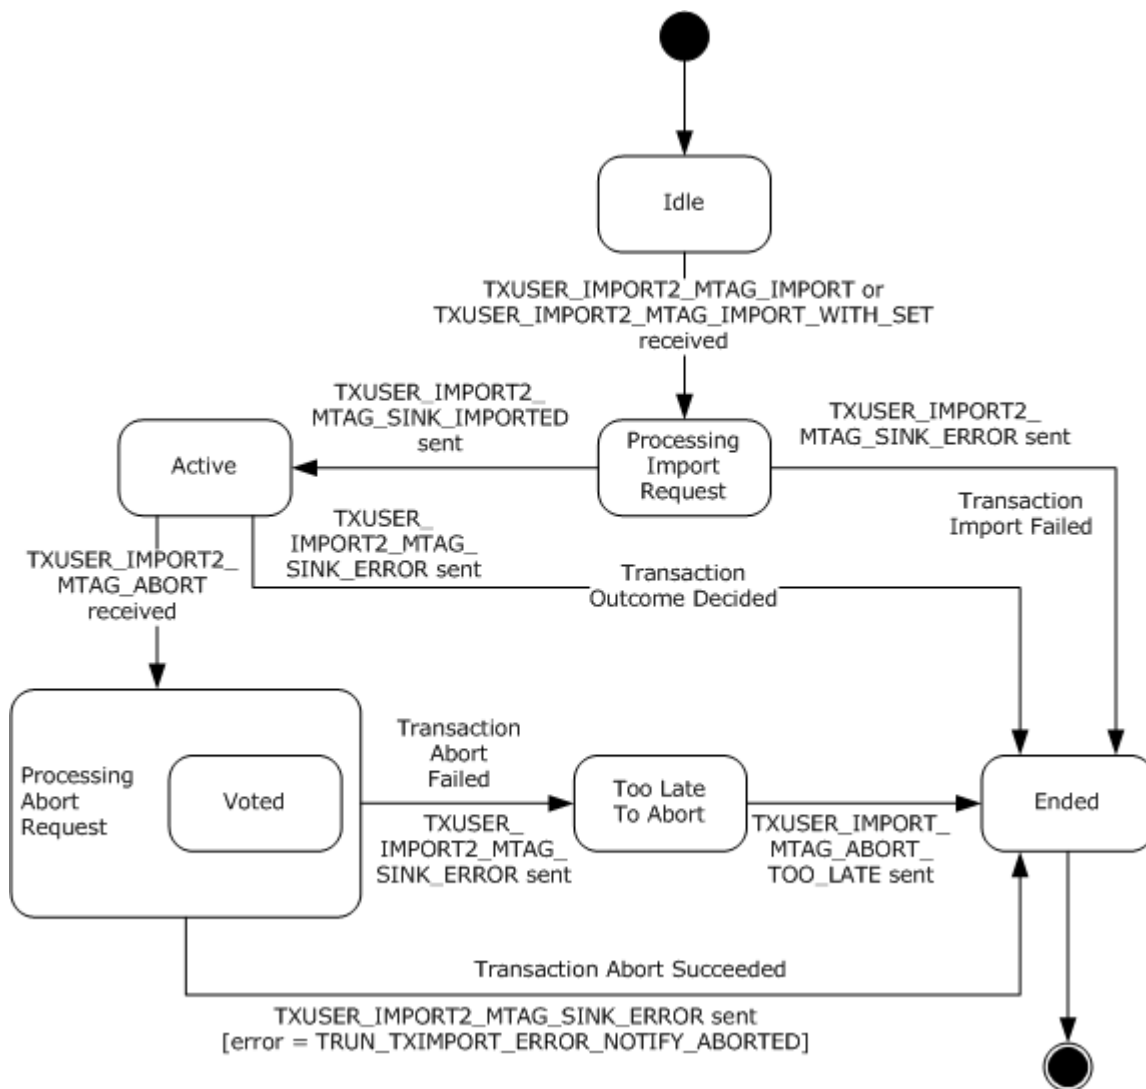 Idle
TXUSER_IMPORT2_MTAG_IMPORT or
TXUSER_IMPORT2_MTAG_IMPORT_WITH_SET
received
TXUSER_IMPORT2_
MTAG_SINK_IMPORTED
sent
Processing
Import
Request
TXUSER_IMPORT2_
MTAG_SINK_ERROR sent
Active
Transaction
Import Failed
TXUSER_IMPORT2_
MTAG_ABORT
received
TXUSER_
IMPORT2_MTAG_
SINK_ERROR sent
Transaction
Outcome Decided
Processing
Abort
Request
Voted
Transaction
Abort
Failed
TXUSER_
IMPORT2_MTAG_
SINK_ERROR sent
Too Late
To Abort
TXUSER_IMPORT_
MTAG_ABORT_
TOO_LATE sent
Ended
Transaction Abort Succeeded
TXUSER_IMPORT2_MTAG_SINK_ERROR sent
[error = TRUN_TXIMPORT_ERROR_NOTIFY_ABORTED]